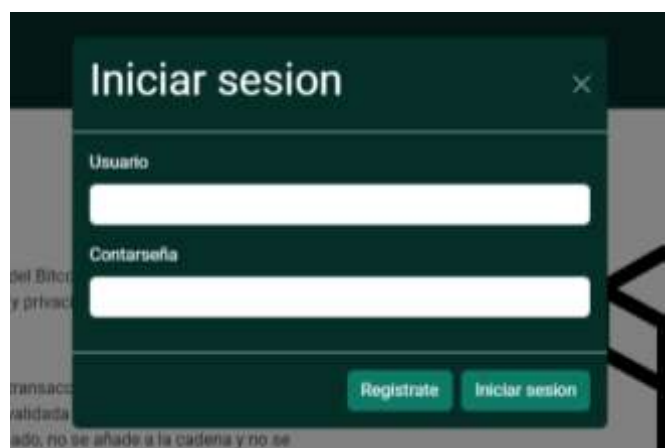 Iniciar sesion
Usuario
Contarseña
del Bitco
y privaci
transacc
validada
ado, no se añade a la cadena y no se
Registrate
Iniciar sesion